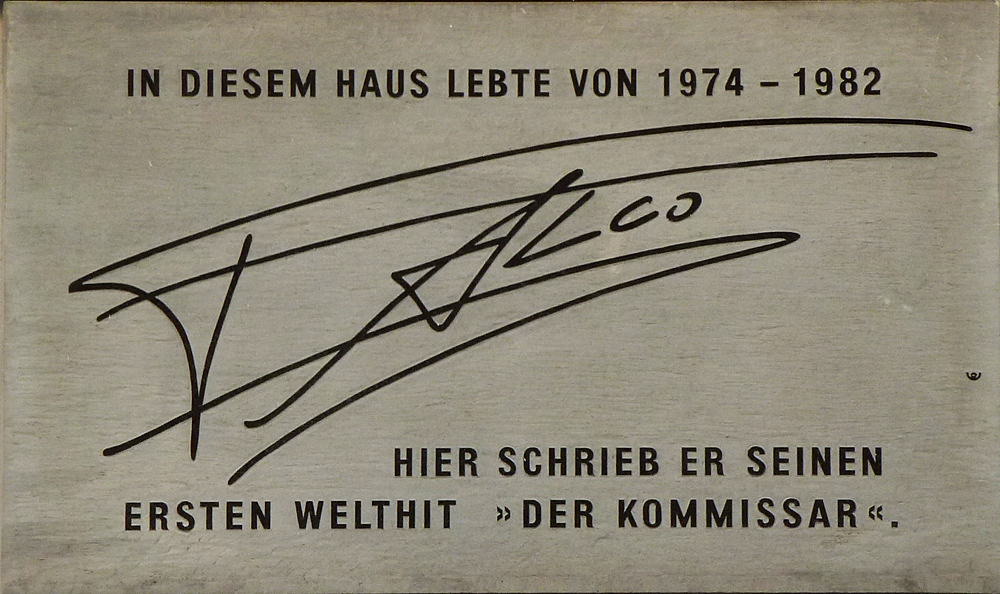 IN DIESEM HAUS LEBTE VON 1974 – 1982
FALCO
HIER SCHRIEB ER SEINEN
ERSTEN WELTHIT »DER KOMMISSAR«.